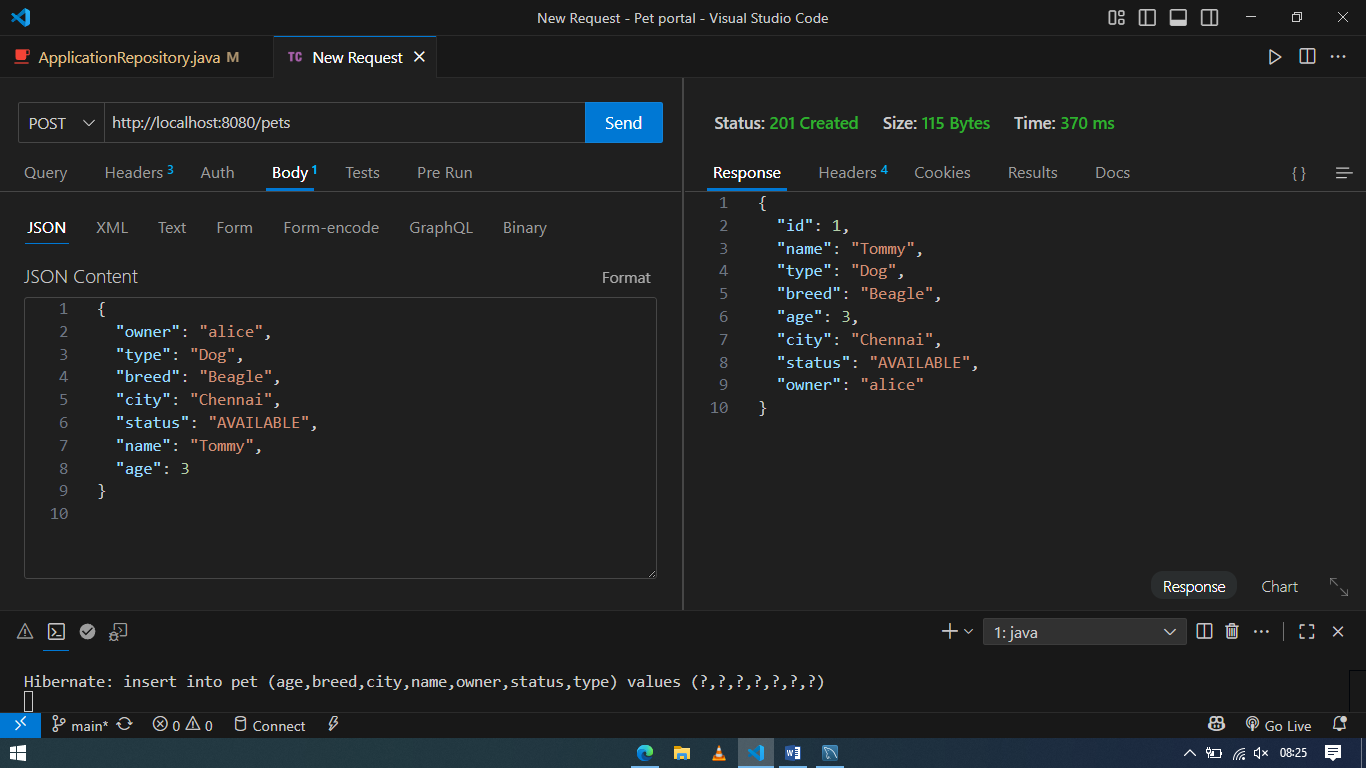 New Request - Pet portal - Visual Studio Code
ApplicationRepository.java M
TC New Request
POST http://localhost:8080/pets Send
Query Headers 3 Auth Body 1 Tests Pre Run
JSON XML Text Form Form-encode GraphQL Binary
JSON Content Format
1 {
2 "owner": "alice",
3 "type": "Dog",
4 "breed": "Beagle",
5 "city": "Chennai",
6 "status": "AVAILABLE",
7 "name": "Tommy",
8 "age": 3
9 }
10
Status: 201 Created Size: 115 Bytes Time: 370 ms
Response Headers 4 Cookies Results Docs { }
1 {
2 "id": 1,
3 "name": "Tommy",
4 "type": "Dog",
5 "breed": "Beagle",
6 "age": 3,
7 "city": "Chennai",
8 "status": "AVAILABLE",
9 "owner": "alice"
10 }
Response Chart
1: java
Hibernate: insert into pet (age,breed,city,name,owner,status,type) values (?,?,?,?,?,?,?)
main* 0 0 Connect Go Live
08:25